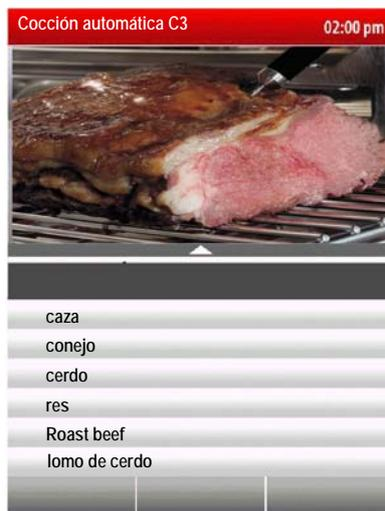 Cocción automática C3
02:00 pm
caza
conejo
cerdo
res
Roast beef
lomo de cerdo